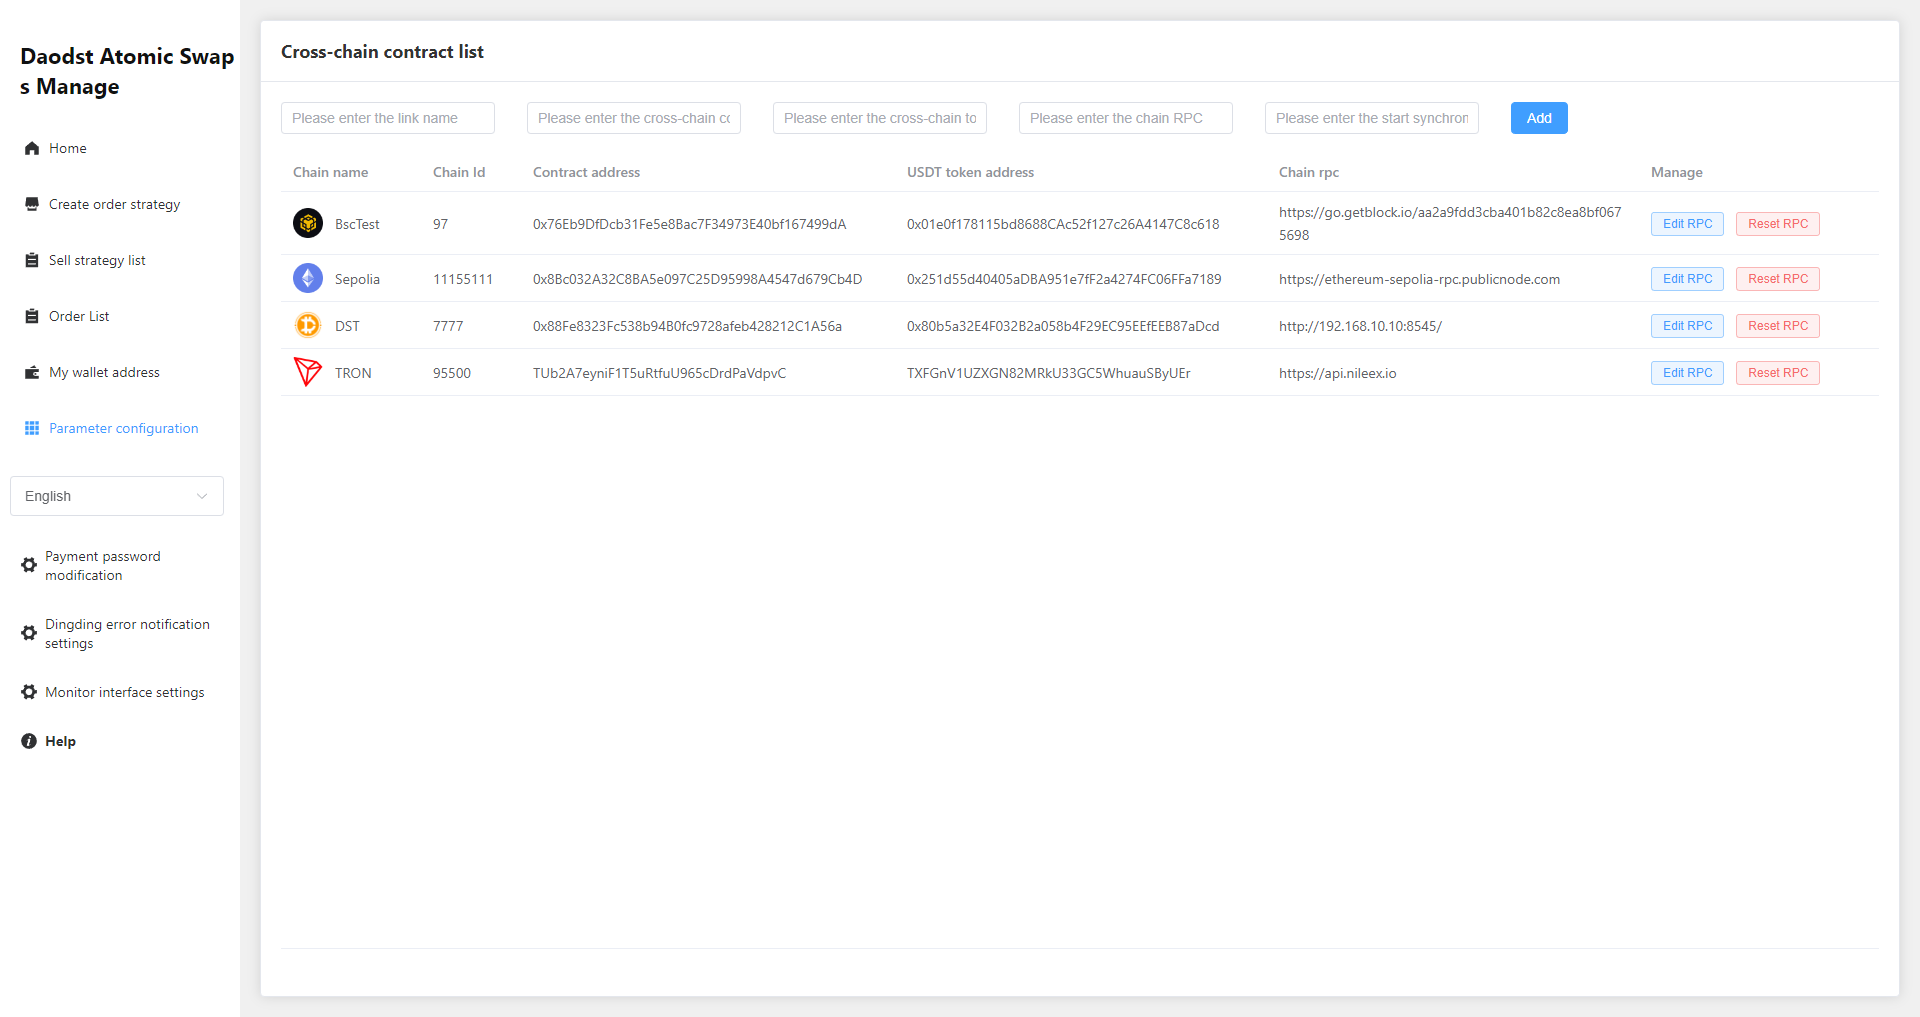 Daodst Atomic Swap
s Manage
Home
Create order strategy
Sell strategy list
Order List
My wallet address
Parameter configuration
English
Payment password
modification
Dingding error notification
settings
Monitor interface settings
Help
Cross-chain contract list
Please enter the link name
Please enter the cross-chain co
Please enter the cross-chain to
Please enter the chain RPC
Please enter the start synchron
Add
Chain name Chain Id Contract address USDT token address Chain rpc Manage
BscTest 97 0x76Eb9DfDcb31Fe5e8Bac7F34973E40bf167499dA 0x01e0f178115bd8688CAc52f127c26A4147C8c618 https://go.getblock.io/aa2a9fdd3cba401b82c8ea8bf067
5698 Edit RPC Reset RPC
Sepolia 11155111 0x8Bc032A32C8BA5e097C25D95998A4547d679Cb4D 0x251d55d40405aDBA951e7fF2a4274FC06FFa7189 https://ethereum-sepolia-rpc.publicnode.com Edit RPC Reset RPC
DST 7777 0x88Fe8323Fc538b94B0fc9728afeb428212C1A56a 0x80b5a32E4F032B2a058b4F29EC95EEfEEB87aDcd http://192.168.10.10:8545/ Edit RPC Reset RPC
TRON 95500 TUb2A7eyniF1T5uRtfuU965cDrdPaVdpvC TXFGnV1UZXGN82MRkU33GC5WhuauSByUEr https://api.nileex.io Edit RPC Reset RPC